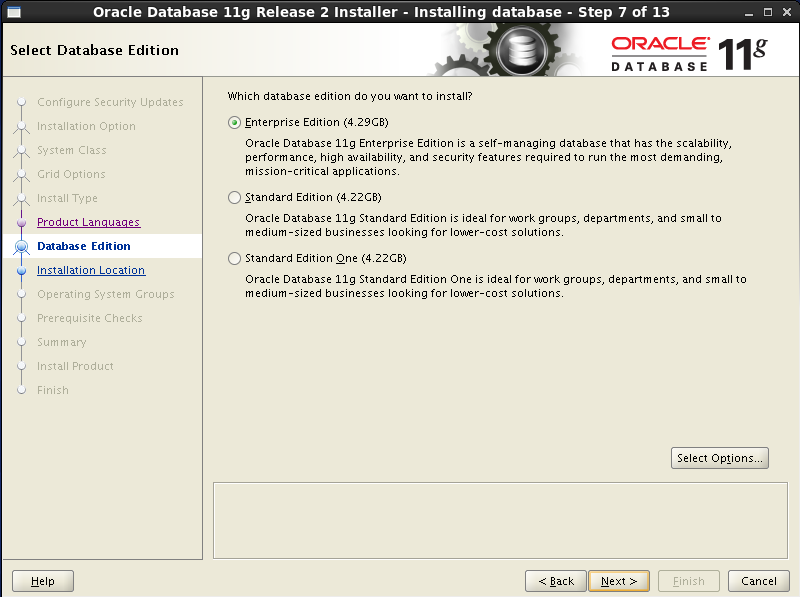 Oracle Database 11g Release 2 Installer - Installing database - Step 7 of 13
Select Database Edition
ORACLE
DATABASE
11g
Configure Security Updates
Installation Option
System Class
Grid Options
Install Type
Product Languages
Database Edition
Installation Location
Operating System Groups
Prerequisite Checks
Summary
Install Product
Finish
Which database edition do you want to install?
Enterprise Edition (4.29GB)
Oracle Database 11g Enterprise Edition is a self-managing database that has the scalability,
performance, high availability, and security features required to run the most demanding,
mission-critical applications.
Standard Edition (4.22GB)
Oracle Database 11g Standard Edition is ideal for work groups, departments, and small to
medium-sized businesses looking for lower-cost solutions.
Standard Edition One (4.22GB)
Oracle Database 11g Standard Edition One is ideal for work groups, departments, and small to
medium-sized businesses looking for lower-cost solutions.
Select Options...
Help
< Back
Next >
Finish
Cancel